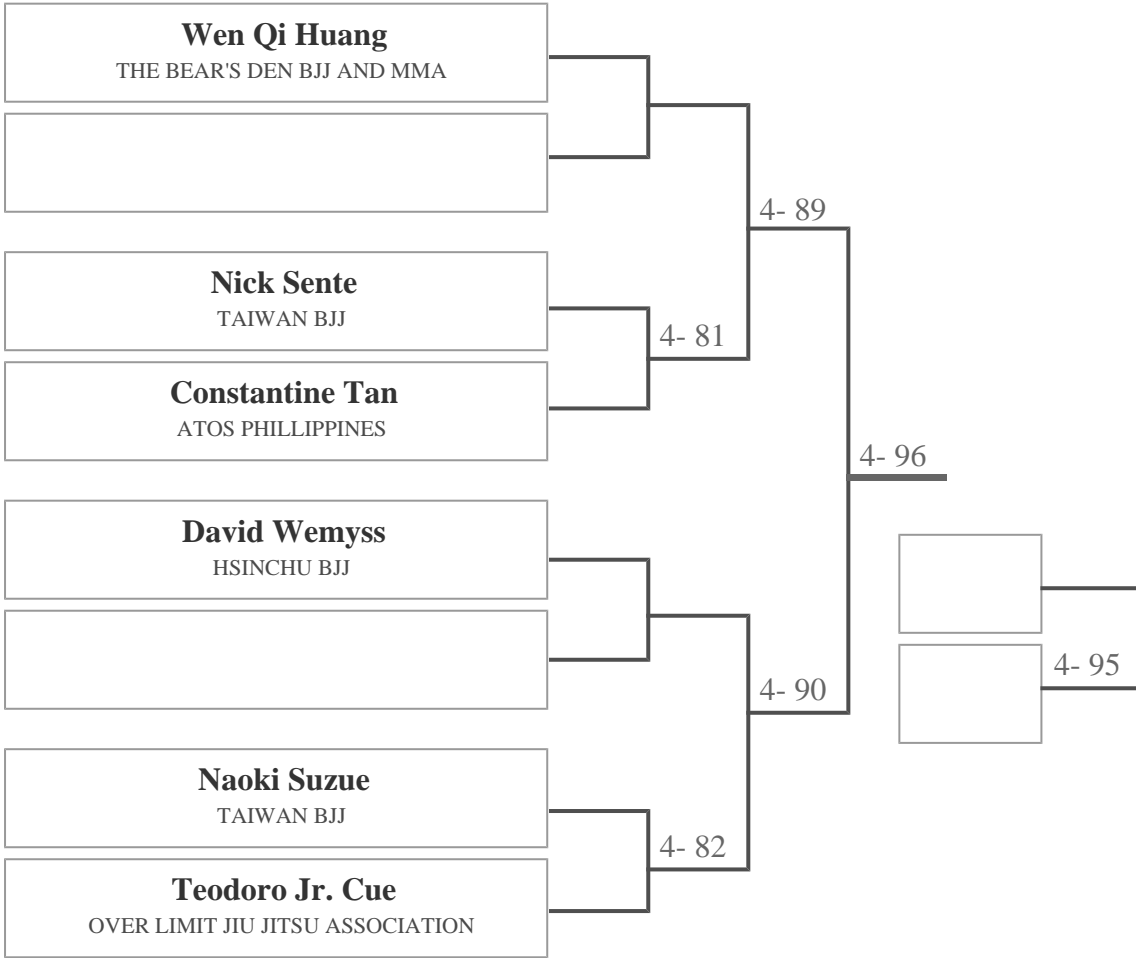 Wen Qi Huang
THE BEAR'S DEN BJJ AND MMA
4- 89
Nick Sente
TAIWAN BJJ
4- 81
Constantine Tan
ATOS PHILLIPPINES
4- 96
David Wemyss
HSINCHU BJJ
4- 95
4- 90
Naoki Suzue
TAIWAN BJJ
4- 82
Teodoro Jr. Cue
OVER LIMIT JIU JITSU ASSOCIATION